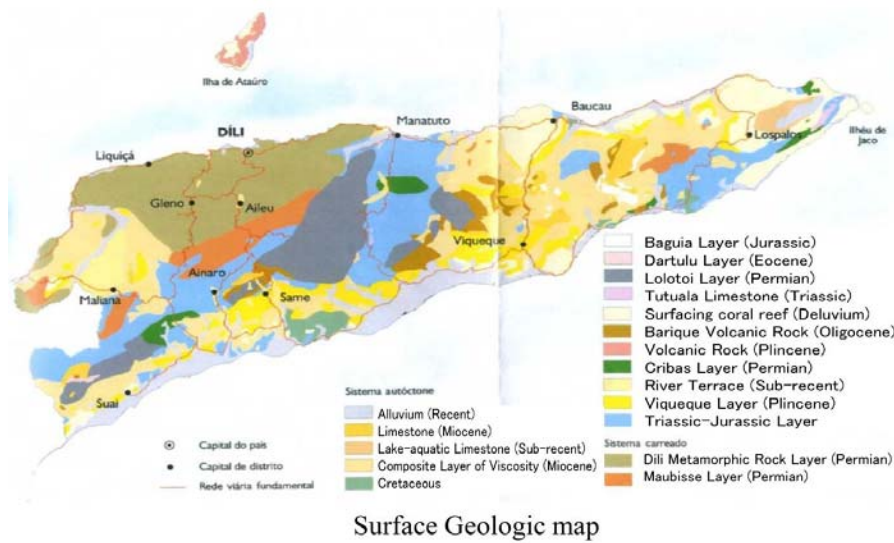 Ilha de Ataúro
DÍLI
Manatuto
Baucau
Liquiçá
Lospalos
Ilhéu de Jaco
Gleno
Aileu
Viqueque
Ainaro
Maliana
Same
Suai
Baguia Layer (Jurassic)
Dartulu Layer (Eocene)
Lolotoi Layer (Permian)
Tutuala Limestone (Triassic)
Surfacing coral reef (Deluvium)
Barique Volcanic Rock (Oligocene)
Volcanic Rock (Plincene)
Cribas Layer (Permian)
River Terrace (Sub-recent)
Viqueque Layer (Plincene)
Triassic-Jurassic Layer
Sistema carreado
Dili Metamorphic Rock Layer (Permian)
Maubisse Layer (Permian)
Sistema autóctone
Alluvium (Recent)
Limestone (Miocene)
Lake-aquatic Limestone (Sub-recent)
Composite Layer of Viscosity (Miocene)
Cretaceous
Capital do país
Capital de distrito
Rede viária fundamental
Surface Geologic map